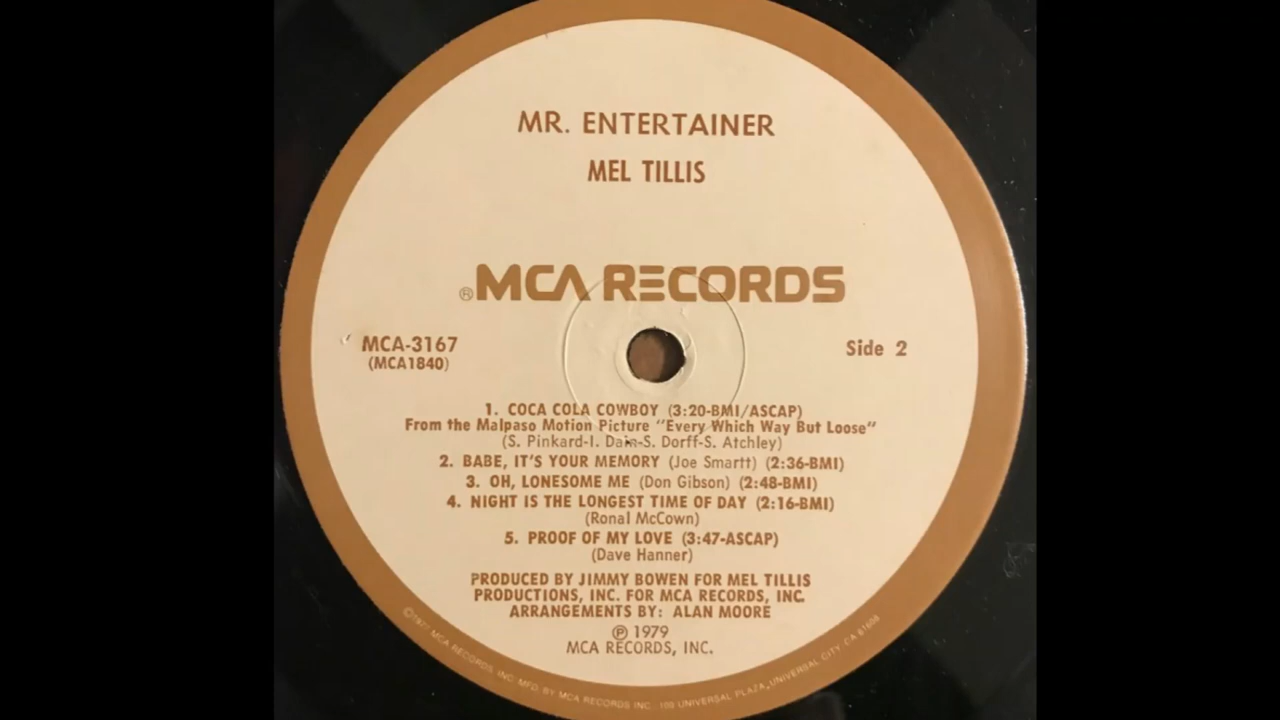 MR. ENTERTAINER
MEL TILLIS
®MCA RECORDS
MCA-3167
(MCA1840)
Side 2
1. COCA COLA COWBOY (3:20-BMI/ASCAP)
From the Malpaso Motion Picture "Every Which Way But Loose"
(S. Pinkard-I. Dain-S. Dorff-S. Atchley)
2. BABE, IT'S YOUR MEMORY (Joe Smartt) (2:36-BMI)
3. OH, LONESOME ME (Don Gibson) (2:48-BMI)
4. NIGHT IS THE LONGEST TIME OF DAY (2:16-BMI)
(Ronal McCown)
5. PROOF OF MY LOVE (3:47-ASCAP)
(Dave Hanner)
PRODUCED BY JIMMY BOWEN FOR MEL TILLIS
PRODUCTIONS, INC. FOR MCA RECORDS, INC.
ARRANGEMENTS BY: ALAN MOORE
℗ 1979
MCA RECORDS, INC.
©1977 MCA RECORDS INC. MFD. BY MCA RECORDS INC. 100 UNIVERSAL PLAZA, UNIVERSAL CITY, CA 91608